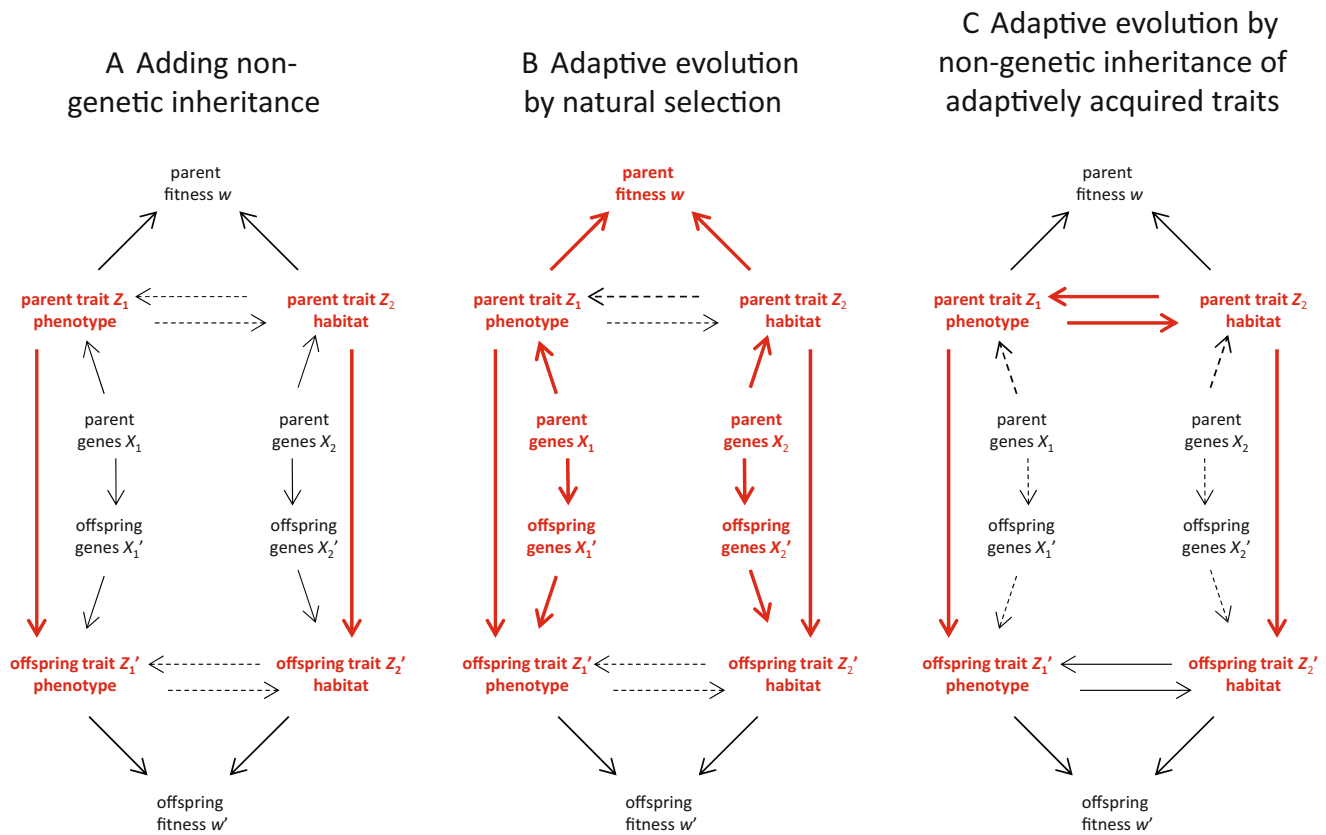 A Adding non-
genetic inheritance
parent
fitness w
parent trait Z₁
phenotype
parent trait Z₂
habitat
parent
genes X₁
parent
genes X₂
offspring
genes X₁’
offspring
genes X₂’
offspring trait Z₁’
phenotype
offspring trait Z₂’
habitat
offspring
fitness w’
B Adaptive evolution
by natural selection
parent
fitness w
parent trait Z₁
phenotype
parent trait Z₂
habitat
parent
genes X₁
parent
genes X₂
offspring
genes X₁’
offspring
genes X₂’
offspring trait Z₁’
phenotype
offspring trait Z₂’
habitat
offspring
fitness w’
C Adaptive evolution by
non-genetic inheritance of
adaptively acquired traits
parent
fitness w
parent trait Z₁
phenotype
parent trait Z₂
habitat
parent
genes X₁
parent
genes X₂
offspring
genes X₁’
offspring
genes X₂’
offspring trait Z₁’
phenotype
offspring trait Z₂’
habitat
offspring
fitness w’